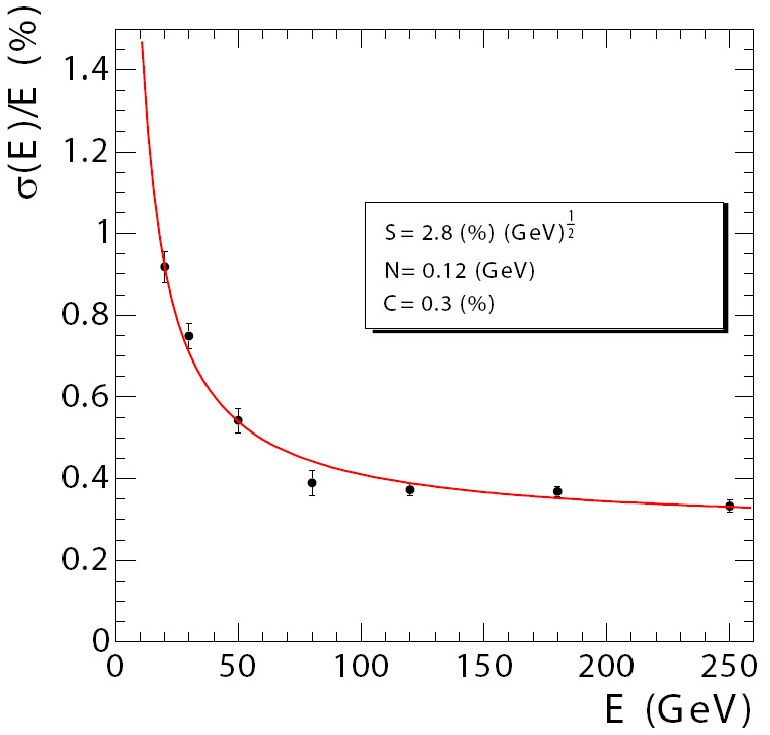 σ(E)/E (%)
1.4
1.2
1
0.8
0.6
0.4
0.2
0
S= 2.8 (%) (GeV)^1/2
N= 0.12 (GeV)
C= 0.3 (%)
0 50 100 150 200 250
E (GeV)